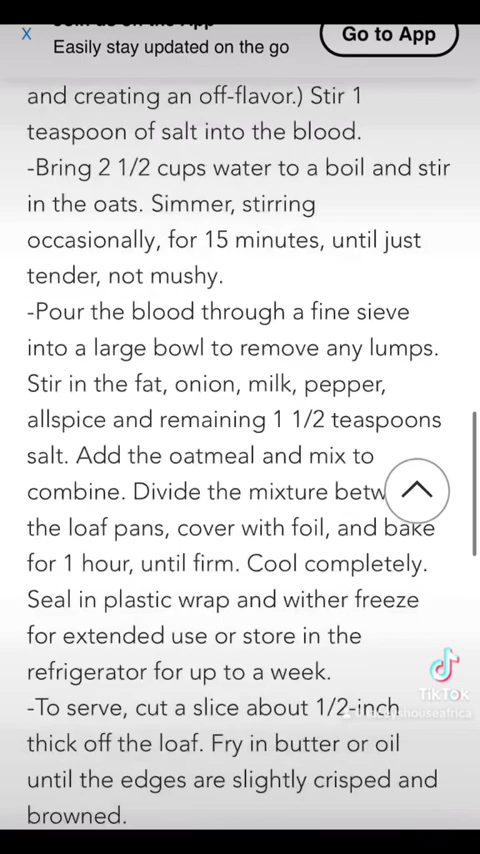 X
Easily stay updated on the go
Go to App
and creating an off-flavor.) Stir 1
teaspoon of salt into the blood.
-Bring 2 1/2 cups water to a boil and stir
in the oats. Simmer, stirring
occasionally, for 15 minutes, until just
tender, not mushy.
-Pour the blood through a fine sieve
into a large bowl to remove any lumps.
Stir in the fat, onion, milk, pepper,
allspice and remaining 1 1/2 teaspoons
salt. Add the oatmeal and mix to
combine. Divide the mixture betw
the loaf pans, cover with foil, and bake
for 1 hour, until firm. Cool completely.
Seal in plastic wrap and wither freeze
for extended use or store in the
refrigerator for up to a week.
TikTok
-To serve, cut a slice about 1/2-inch
thick off the loaf. Fry in butter or oil
until the edges are slightly crisped and
browned.